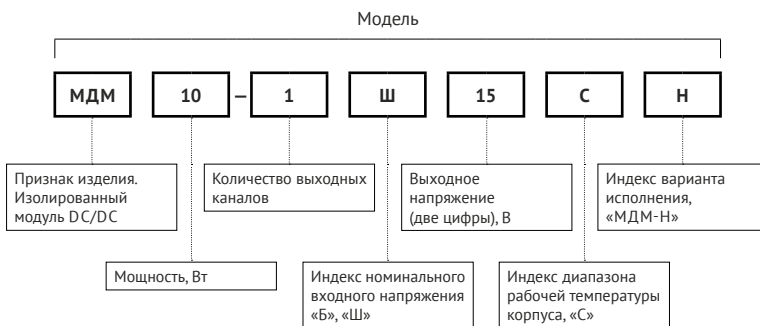 Модель
МДМ 10 – 1 Ш 15 С Н
Признак изделия.
Изолированный
модуль DC/DC
Количество выходных
каналов
Выходное
напряжение
(две цифры), В
Индекс варианта
исполнения,
«МДМ-Н»
Мощность, Вт
Индекс номинального
входного напряжения
«Б», «Ш»
Индекс диапазона
рабочей температуры
корпуса, «С»